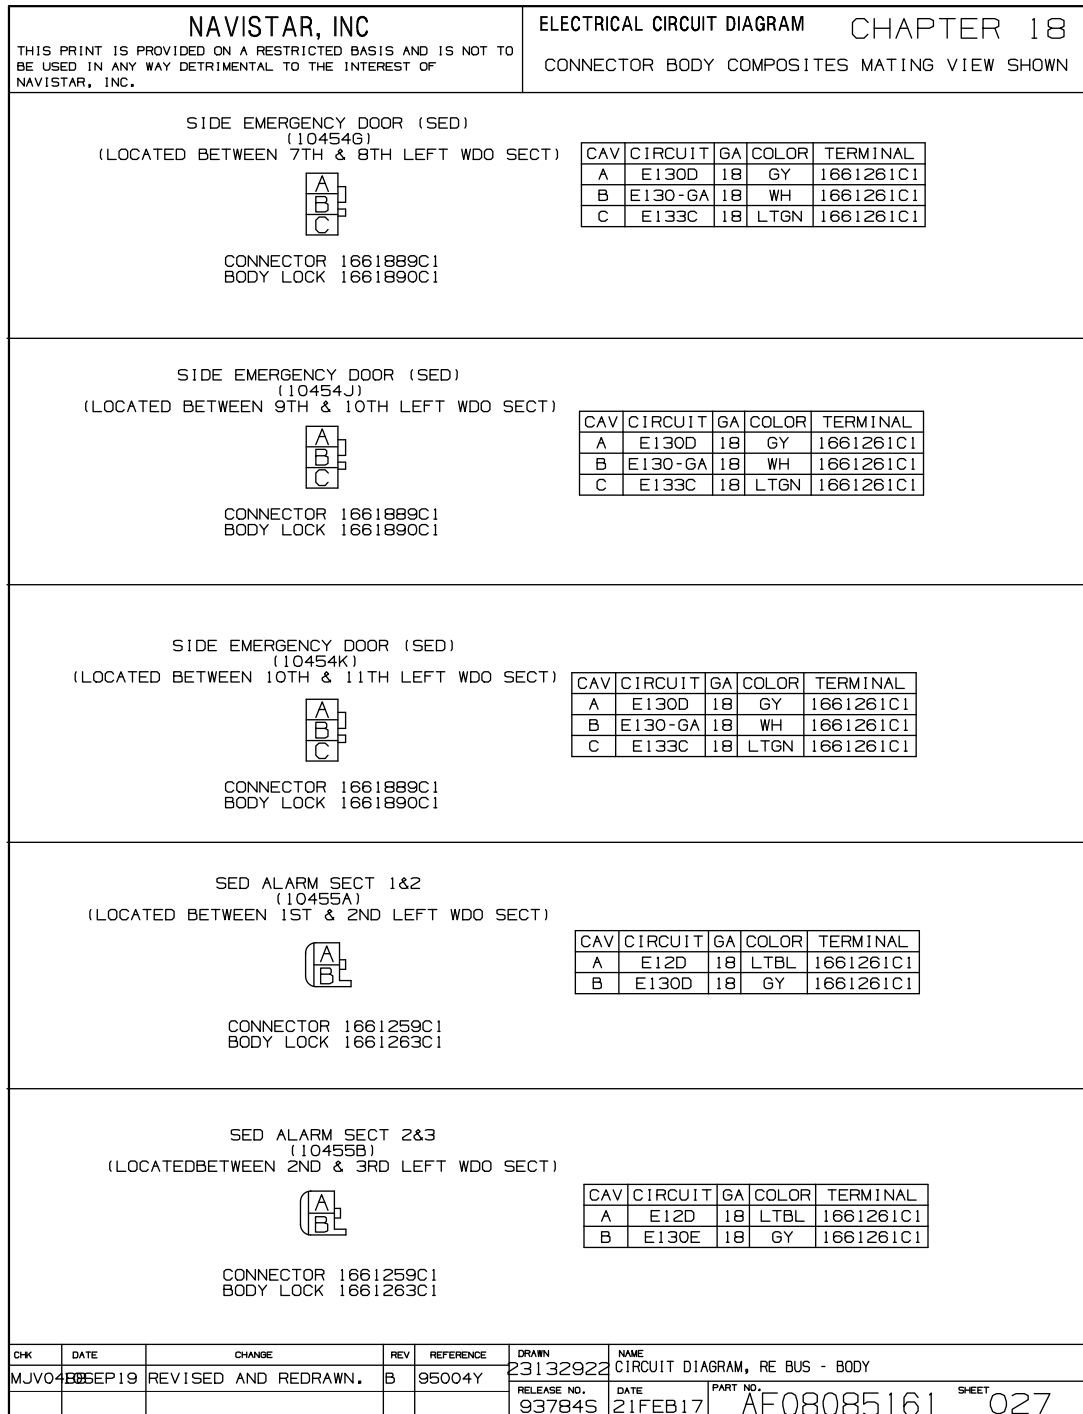 NAVISTAR, INC
THIS PRINT IS PROVIDED ON A RESTRICTED BASIS AND IS NOT TO
BE USED IN ANY WAY DETRIMENTAL TO THE INTEREST OF
NAVISTAR, INC.
ELECTRICAL CIRCUIT DIAGRAM CHAPTER 18
CONNECTOR BODY COMPOSITES MATING VIEW SHOWN
SIDE EMERGENCY DOOR (SED)
(10454G)
(LOCATED BETWEEN 7TH & 8TH LEFT WDO SECT)
A
B
C
CONNECTOR 1661889C1
BODY LOCK 1661890C1
CAV CIRCUIT GA COLOR TERMINAL
A E130D 18 GY 1661261C1
B E130-GA 18 WH 1661261C1
C E133C 18 LTGN 1661261C1
SIDE EMERGENCY DOOR (SED)
(10454J)
(LOCATED BETWEEN 9TH & 10TH LEFT WDO SECT)
A
B
C
CONNECTOR 1661889C1
BODY LOCK 1661890C1
CAV CIRCUIT GA COLOR TERMINAL
A E130D 18 GY 1661261C1
B E130-GA 18 WH 1661261C1
C E133C 18 LTGN 1661261C1
SIDE EMERGENCY DOOR (SED)
(10454K)
(LOCATED BETWEEN 10TH & 11TH LEFT WDO SECT)
A
B
C
CONNECTOR 1661889C1
BODY LOCK 1661890C1
CAV CIRCUIT GA COLOR TERMINAL
A E130D 18 GY 1661261C1
B E130-GA 18 WH 1661261C1
C E133C 18 LTGN 1661261C1
SED ALARM SECT 1&2
(10455A)
(LOCATED BETWEEN 1ST & 2ND LEFT WDO SECT)
A
B
CONNECTOR 1661259C1
BODY LOCK 1661263C1
CAV CIRCUIT GA COLOR TERMINAL
A E12D 18 LTBL 1661261C1
B E130D 18 GY 1661261C1
SED ALARM SECT 2&3
(10455B)
(LOCATEDBETWEEN 2ND & 3RD LEFT WDO SECT)
A
B
CONNECTOR 1661259C1
BODY LOCK 1661263C1
CAV CIRCUIT GA COLOR TERMINAL
A E12D 18 LTBL 1661261C1
B E130E 18 GY 1661261C1
CHK DATE CHANGE REV REFERENCE
REVISED AND REDRAWN. B 95004Y
DRAWN
23132922
NAME
CIRCUIT DIAGRAM, RE BUS - BODY
RELEASE NO.
93784S
DATE
21FEB17
PART NO.
AF08085161
SHEET
027